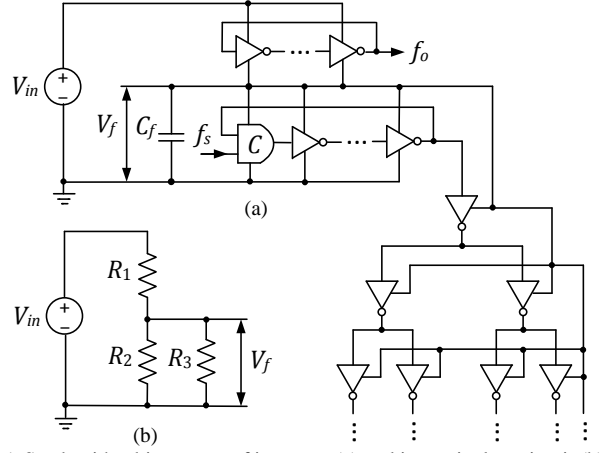 f_o
V_in
V_f
C_f
f_s
C
(a)
R_1
V_in
R_2
R_3
V_f
(b)